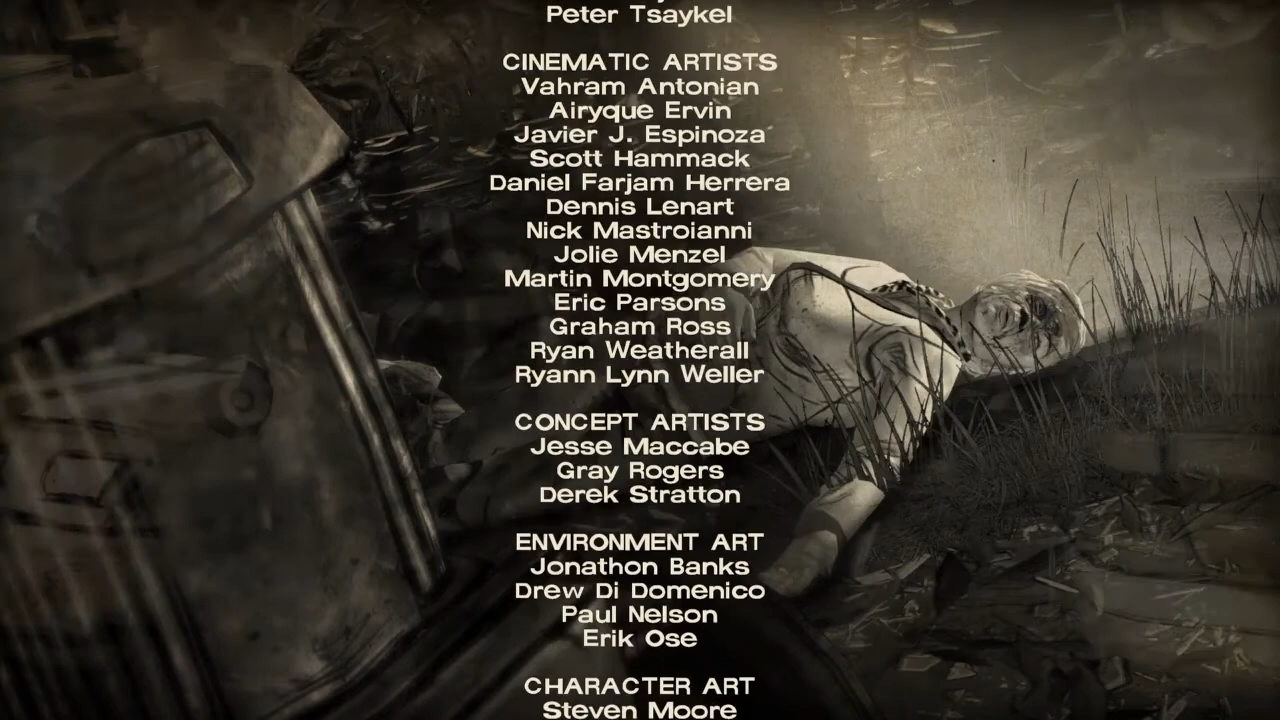 Peter Tsaykel
CINEMATIC ARTISTS
Vahram Antonian
Airyque Ervin
Javier J. Espinoza
Scott Hammack
Daniel Farjam Herrera
Dennis Lenart
Nick Mastroianni
Jolie Menzel
Martin Montgomery
Eric Parsons
Graham Ross
Ryan Weatherall
Ryann Lynn Weller
CONCEPT ARTISTS
Jesse Maccabe
Gray Rogers
Derek Stratton
ENVIRONMENT ART
Jonathon Banks
Drew Di Domenico
Paul Nelson
Erik Ose
CHARACTER ART
Steven Moore